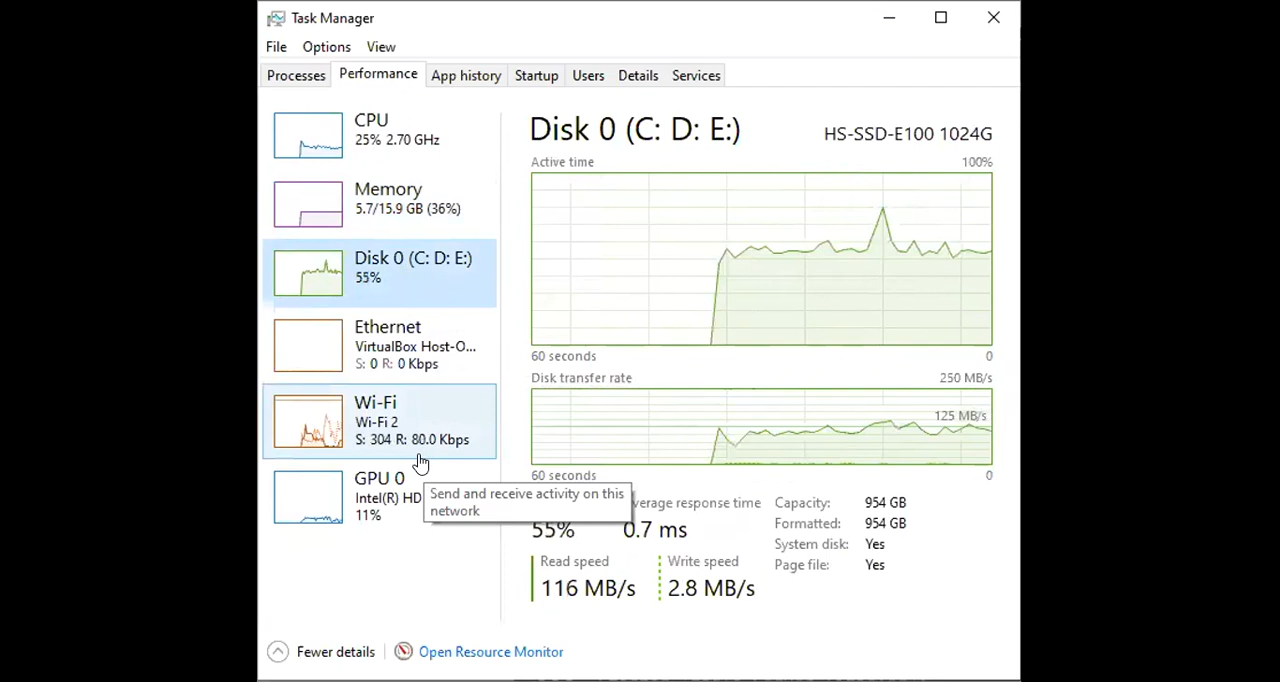 Task Manager
File Options View
Processes Performance App history Startup Users Details Services
CPU
25% 2.70 GHz
Memory
5.7/15.9 GB (36%)
Disk 0 (C: D: E:)
55%
Ethernet
VirtualBox Host-O...
S: 0 R: 0 Kbps
Wi-Fi
Wi-Fi 2
S: 304 R: 80.0 Kbps
GPU 0
Intel(R) HD
11%
Send and receive activity on this
network
Disk 0 (C: D: E:)
HS-SSD-E100 1024G
Active time 100%
60 seconds 0
Disk transfer rate 250 MB/s
125 MB/s
60 seconds 0
response time
55% 0.7 ms
Read speed Write speed
116 MB/s 2.8 MB/s
Capacity: 954 GB
Formatted: 954 GB
System disk: Yes
Page file: Yes
Fewer details Open Resource Monitor